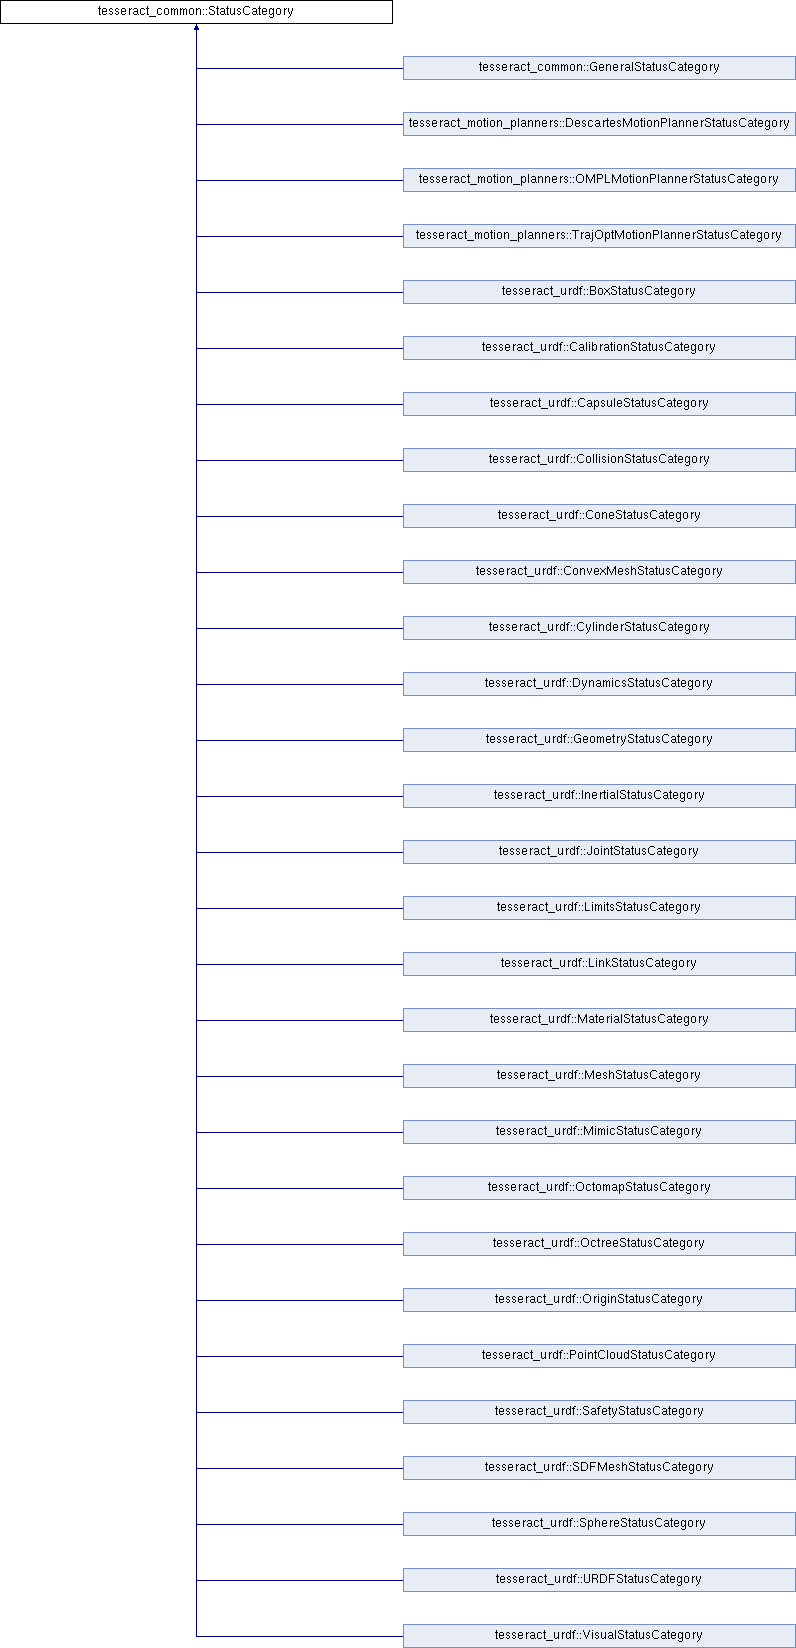 tesseract_common::StatusCategory
tesseract_common::GeneralStatusCategory
tesseract_motion_planners::DescartesMotionPlannerStatusCategory
tesseract_motion_planners::OMPLMotionPlannerStatusCategory
tesseract_motion_planners::TrajOptMotionPlannerStatusCategory
tesseract_urdf::BoxStatusCategory
tesseract_urdf::CalibrationStatusCategory
tesseract_urdf::CapsuleStatusCategory
tesseract_urdf::CollisionStatusCategory
tesseract_urdf::ConeStatusCategory
tesseract_urdf::ConvexMeshStatusCategory
tesseract_urdf::CylinderStatusCategory
tesseract_urdf::DynamicsStatusCategory
tesseract_urdf::GeometryStatusCategory
tesseract_urdf::InertialStatusCategory
tesseract_urdf::JointStatusCategory
tesseract_urdf::LimitsStatusCategory
tesseract_urdf::LinkStatusCategory
tesseract_urdf::MaterialStatusCategory
tesseract_urdf::MeshStatusCategory
tesseract_urdf::MimicStatusCategory
tesseract_urdf::OctomapStatusCategory
tesseract_urdf::OctreeStatusCategory
tesseract_urdf::OriginStatusCategory
tesseract_urdf::PointCloudStatusCategory
tesseract_urdf::SafetyStatusCategory
tesseract_urdf::SDFMeshStatusCategory
tesseract_urdf::SphereStatusCategory
tesseract_urdf::URDFStatusCategory
tesseract_urdf::VisualStatusCategory